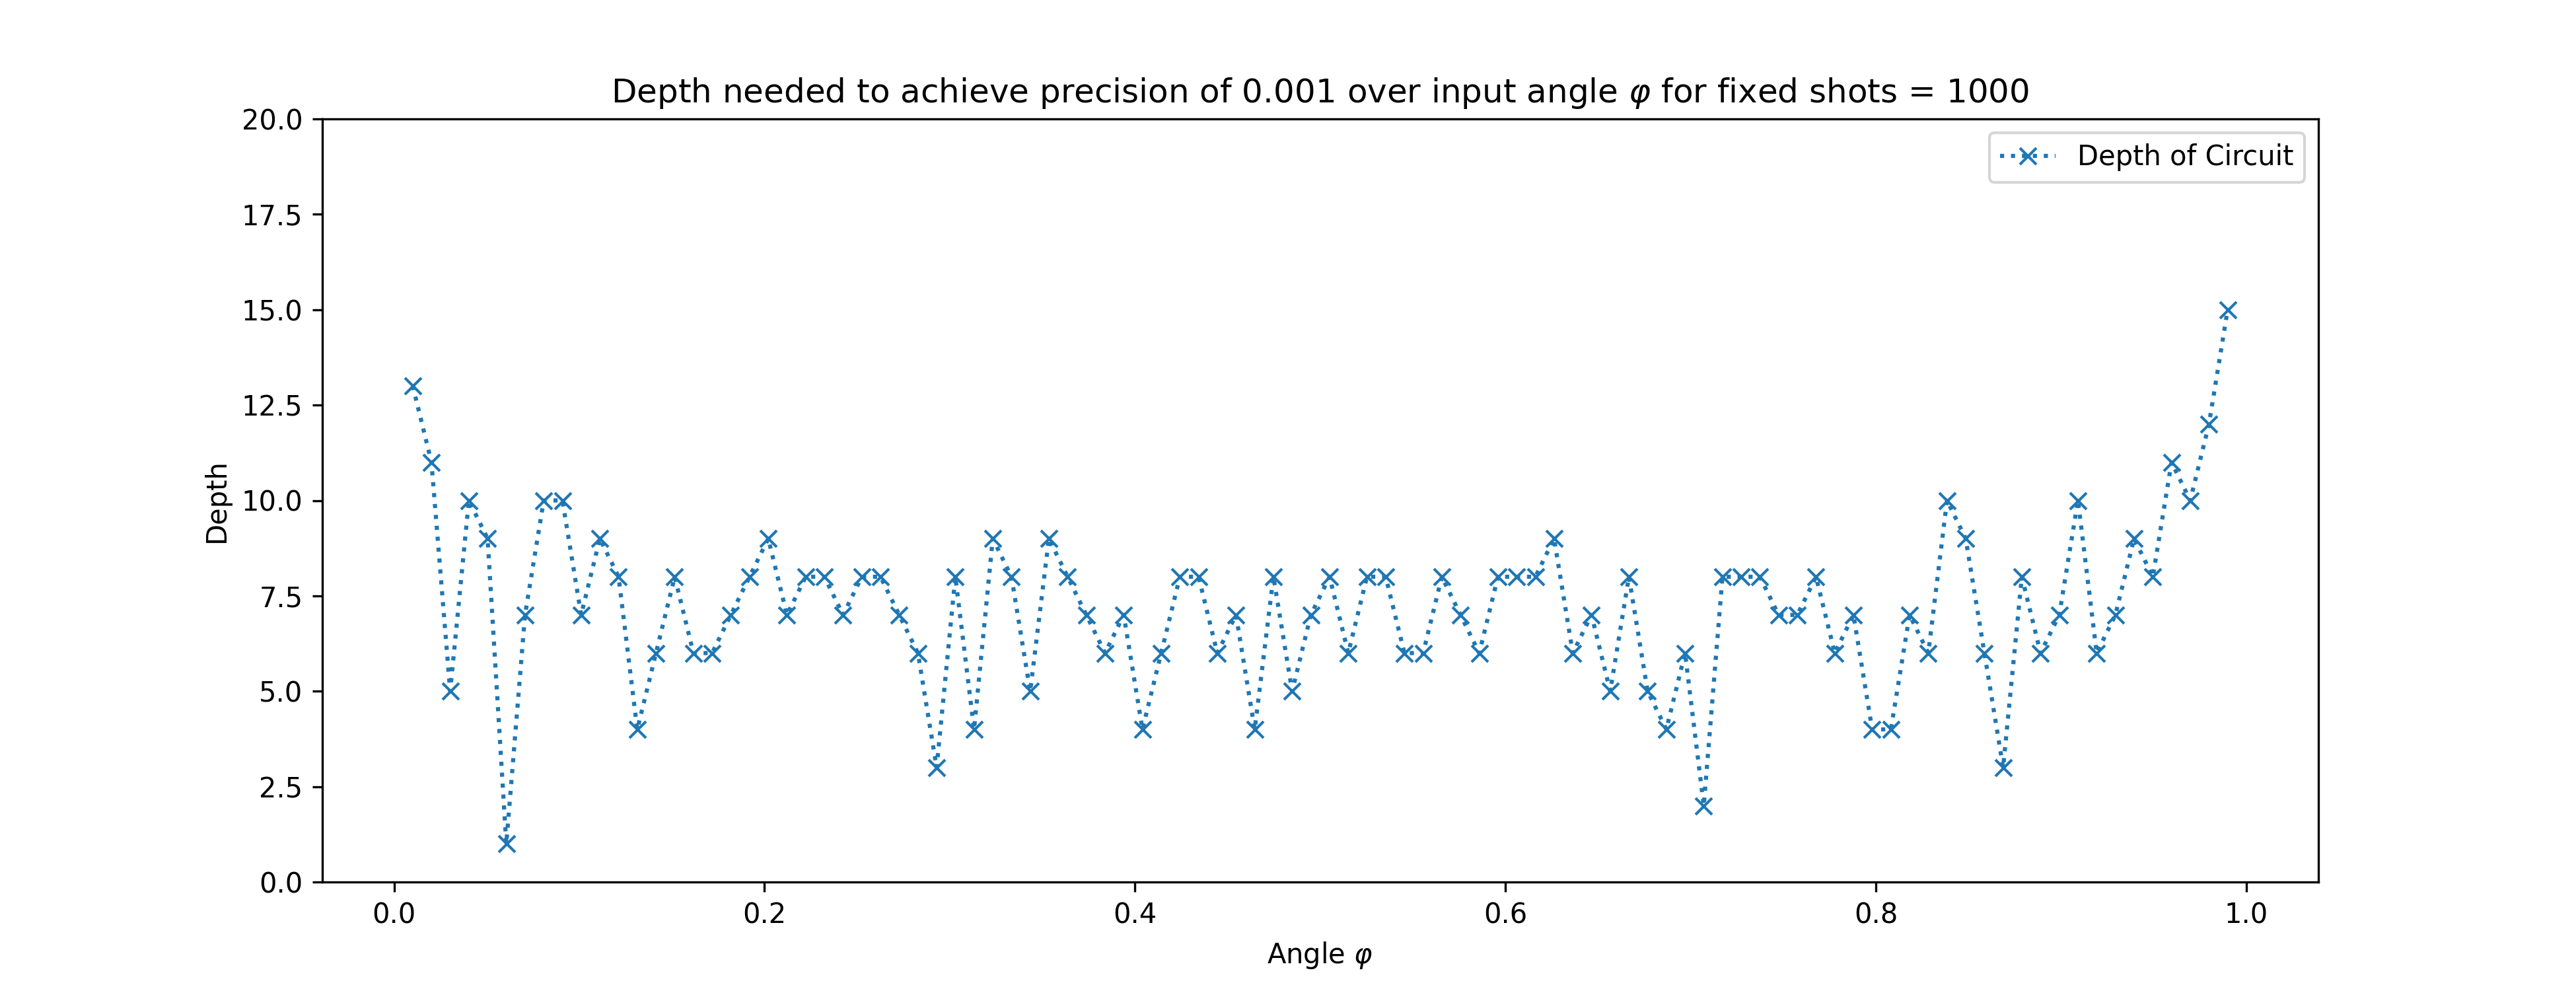 Depth needed to achieve precision of 0.001 over input angle φ for fixed shots = 1000
20.0
17.5
15.0
12.5
10.0
7.5
5.0
2.5
0.0
Depth
Depth of Circuit
0.0 0.2 0.4 0.6 0.8 1.0
Angle φ